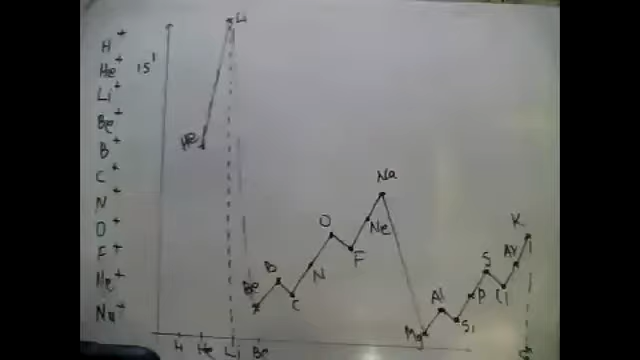 H⁺
He⁺
Li⁺
Be⁺
B⁺
C⁺
N⁺
O⁺
F⁺
Ne⁺
Na⁺
1s¹
Li
He
Be
B
C
N
O
F
Ne
Na
Mg
Al
Si
P
S
Cl
Ar
K
H He Li Be